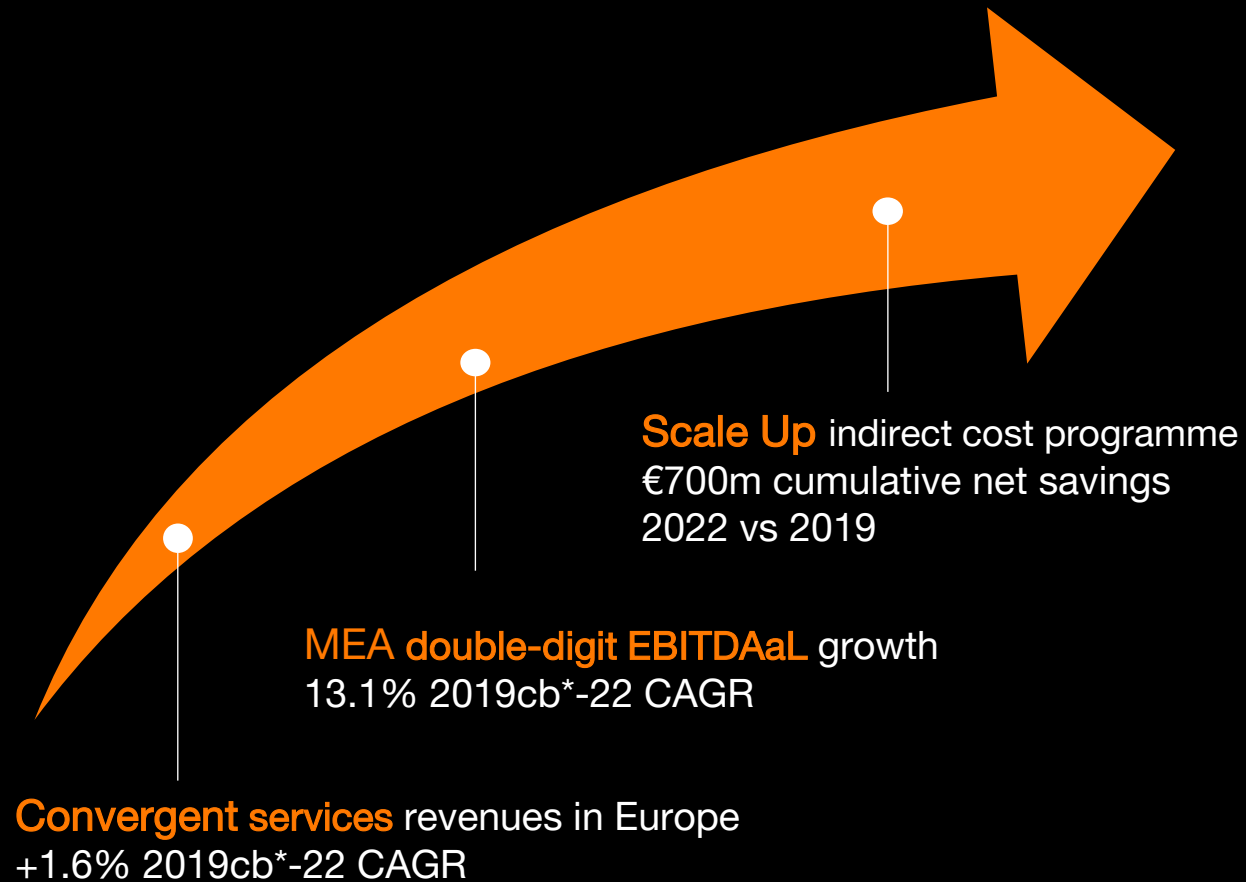 Scale Up indirect cost programme
€700m cumulative net savings
2022 vs 2019
MEA double-digit EBITDAaL growth
13.1% 2019cb*-22 CAGR
Convergent services revenues in Europe
+1.6% 2019cb*-22 CAGR